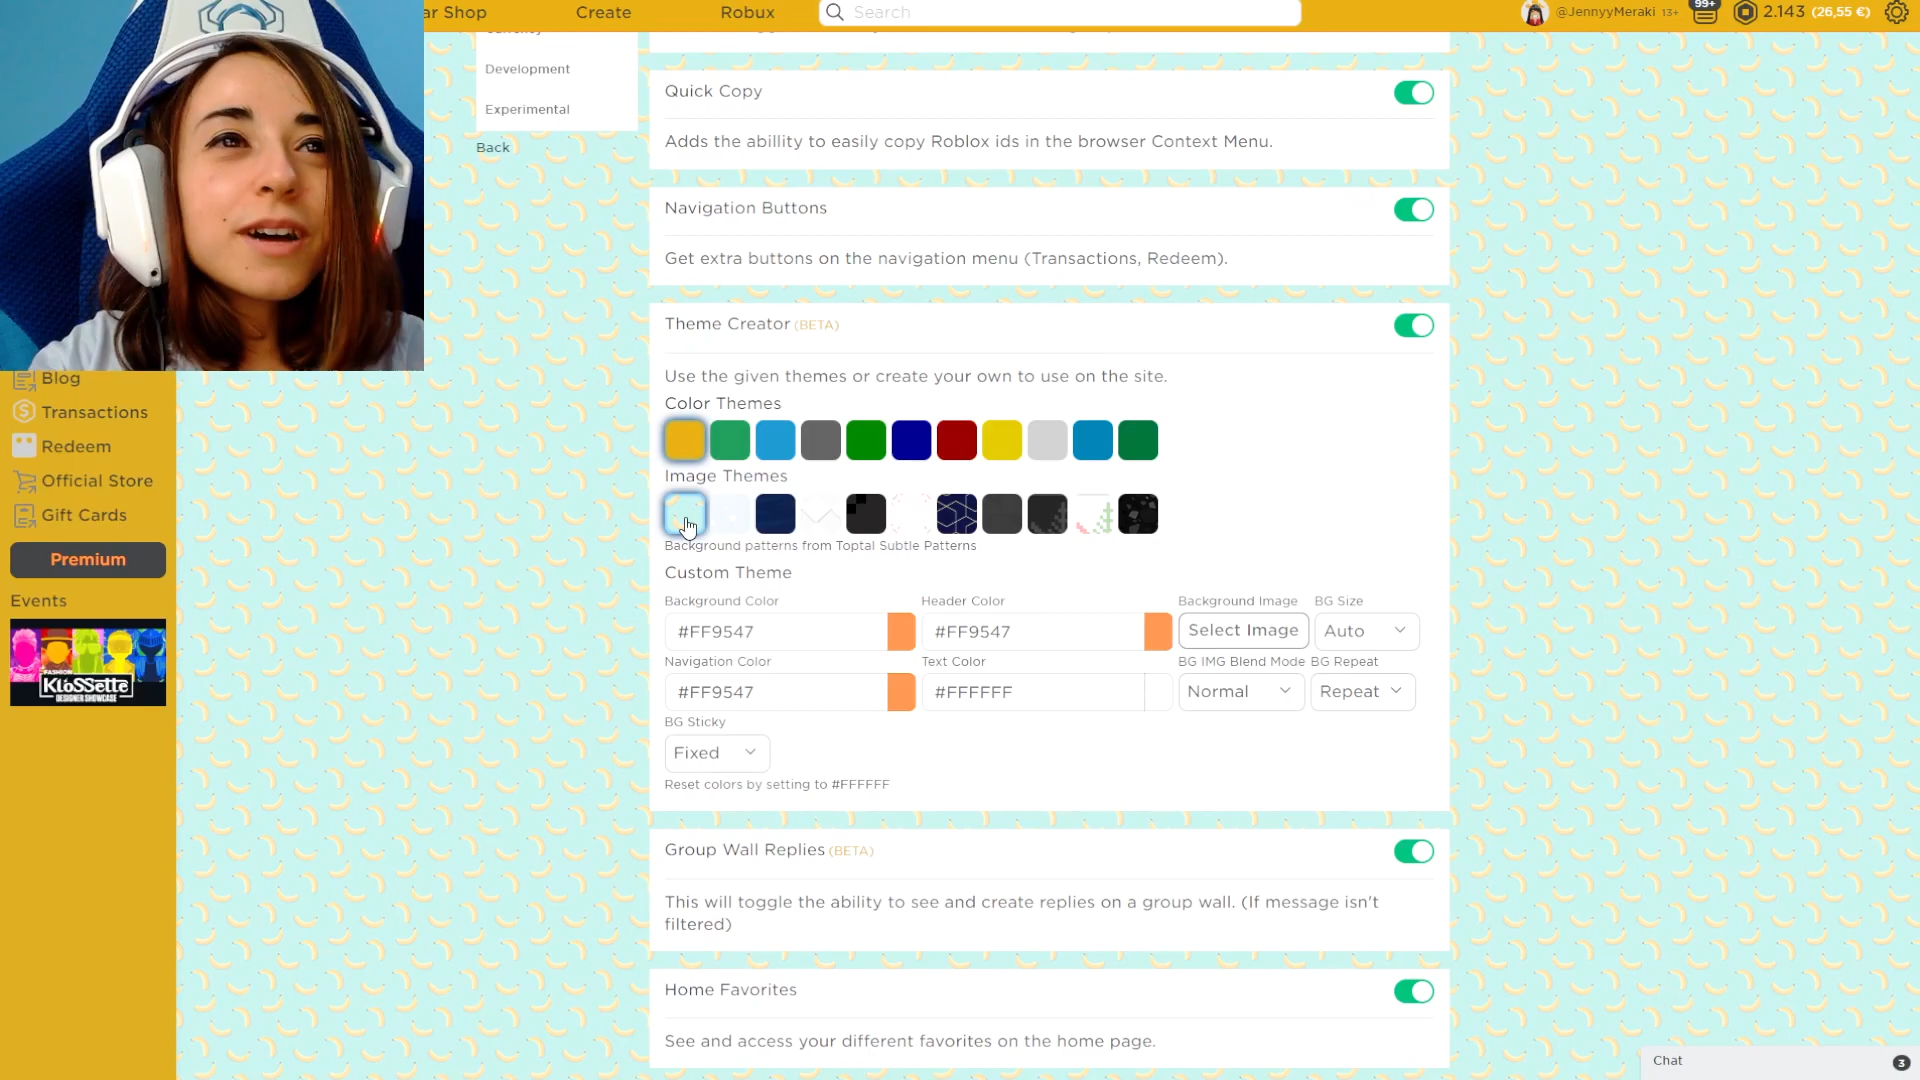 ar Shop
Create
Robux
Search
@JennyyMeraki 13+
99+
2.143 (26,55 €)
Development
Experimental
Back
Quick Copy
Adds the abillity to easily copy Roblox ids in the browser Context Menu.
Navigation Buttons
Get extra buttons on the navigation menu (Transactions, Redeem).
Theme Creator (BETA)
Use the given themes or create your own to use on the site.
Color Themes
Image Themes
Background patterns from Toptal Subtle Patterns
Custom Theme
Background Color
Header Color
Background Image
BG Size
#FF9547
#FF9547
Select Image
Auto
Navigation Color
Text Color
BG IMG Blend Mode
BG Repeat
#FF9547
#FFFFFF
Normal
Repeat
BG Sticky
Fixed
Reset colors by setting to #FFFFFF
Group Wall Replies (BETA)
This will toggle the ability to see and create replies on a group wall. (If message isn't
filtered)
Home Favorites
See and access your different favorites on the home page.
Blog
Transactions
Redeem
Official Store
Gift Cards
Premium
Events
FASHION
KLOSSETTE
DESIGNER SHOWCASE
Chat
3